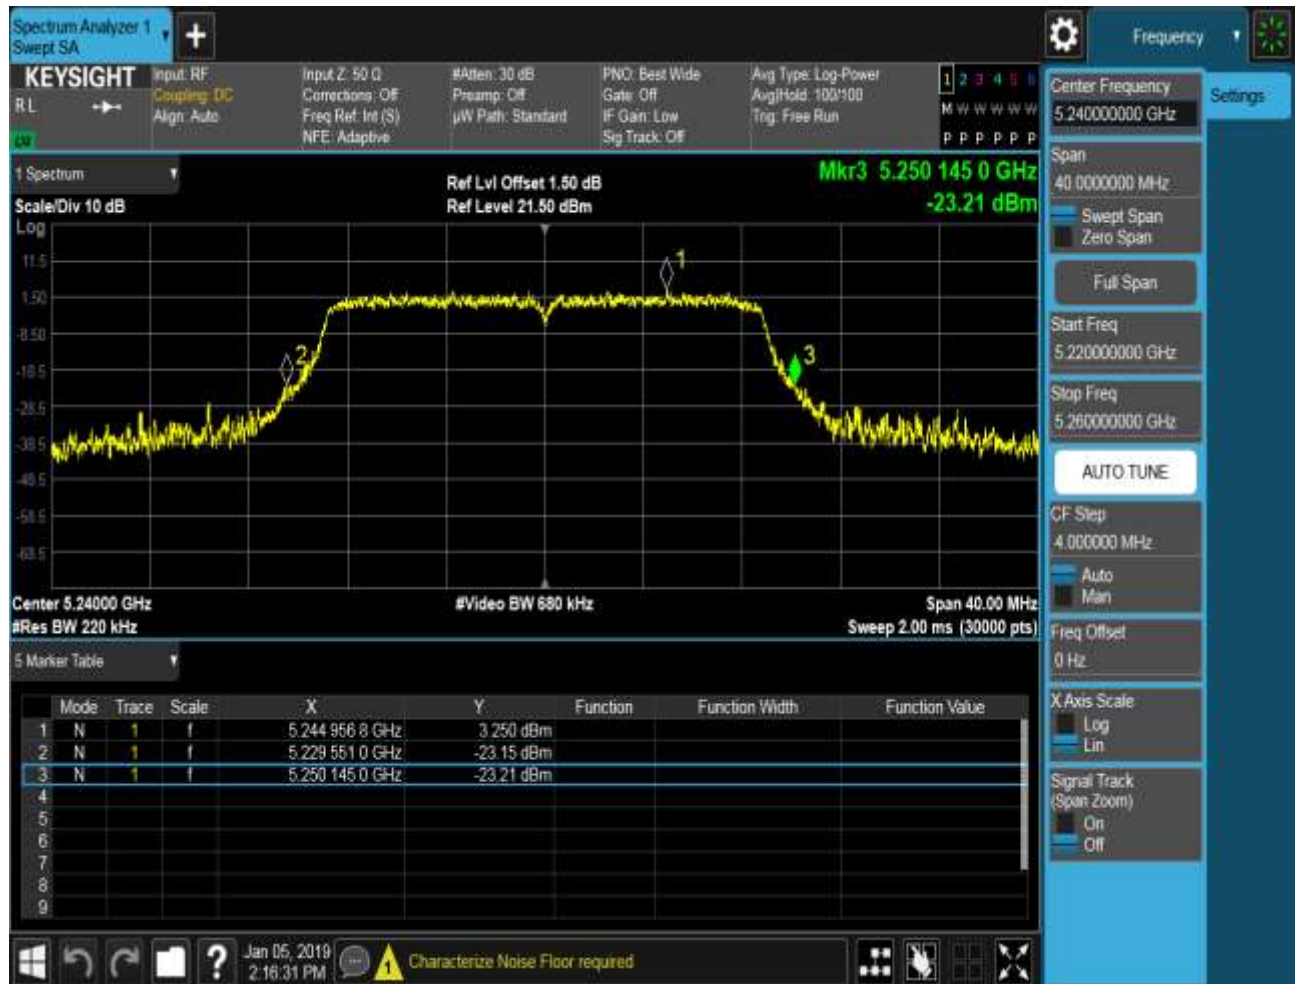 Spectrum Analyzer 1
Swept SA
Frequency
KEYSIGHT
RL
Input: RF
Coupling: DC
Align: Auto
Input Z: 50 Ω
Corrections: Off
Freq Ref: Int (S)
NFE: Adaptive
#Atten: 30 dB
Preamp: Off
µW Path: Standard
PNO: Best Wide
Gate: Off
IF Gain: Low
Sig Track: Off
Avg Type: Log-Power
Avg|Hold: 100/100
Trig: Free Run
1 2 3 4 5 6
M W W W W W
P P P P P P
1 Spectrum
Scale/Div 10 dB
Ref Lvl Offset 1.50 dB
Ref Level 21.50 dBm
Mkr3 5.250 145 0 GHz
-23.21 dBm
Log
11.5
1.50
-8.50
-18.5
-28.5
-38.5
-48.5
-58.5
-68.5
1
2
3
Center 5.24000 GHz
#Res BW 220 kHz
#Video BW 680 kHz
Span 40.00 MHz
Sweep 2.00 ms (30000 pts)
5 Marker Table
Mode Trace Scale X Y Function Function Width Function Value
1 N 1 f 5.244 956 8 GHz 3.250 dBm
2 N 1 f 5.229 551 0 GHz -23.15 dBm
3 N 1 f 5.250 145 0 GHz -23.21 dBm
4
5
6
7
8
9
Settings
Center Frequency
5.240000000 GHz
Span
40.0000000 MHz
Swept Span
Zero Span
Full Span
Start Freq
5.220000000 GHz
Stop Freq
5.260000000 GHz
AUTO TUNE
CF Step
4.000000 MHz
Auto
Man
Freq Offset
0 Hz
X Axis Scale
Log
Lin
Signal Track
(Span Zoom)
On
Off
?
Jan 05, 2019
2:16:31 PM
1
Characterize Noise Floor required